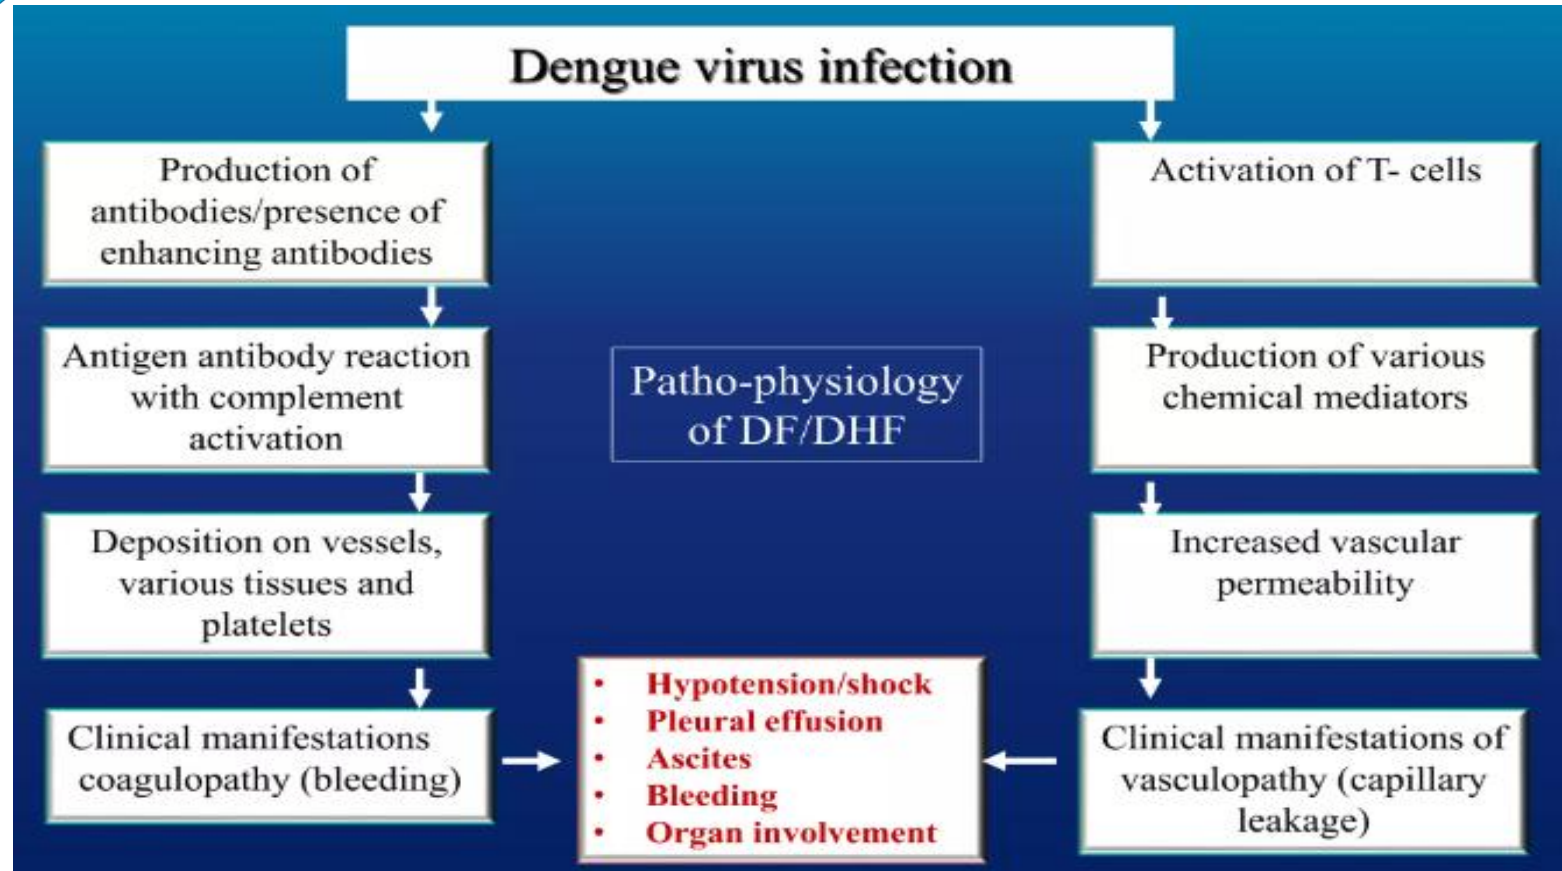 Dengue virus infection
Production of
antibodies/presence of
enhancing antibodies
Antigen antibody reaction
with complement
activation
Deposition on vessels,
various tissues and
platelets
Clinical manifestations
coagulopathy (bleeding)
Patho-physiology
of DF/DHF
• Hypotension/shock
• Pleural effusion
• Ascites
• Bleeding
• Organ involvement
Activation of T- cells
Production of various
chemical mediators
Increased vascular
permeability
Clinical manifestations of
vasculopathy (capillary
leakage)